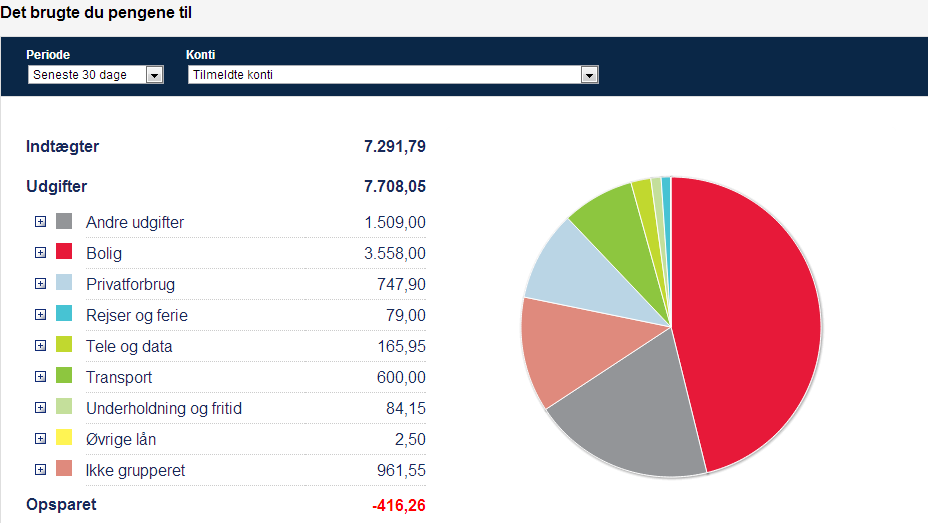 Det brugte du pengene til
Periode Konti
Seneste 30 dage Tilmeldte konti
Indtægter 7.291,79
Udgifter 7.708,05
Andre udgifter 1.509,00
Bolig 3.558,00
Privatforbrug 747,90
Rejser og ferie 79,00
Tele og data 165,95
Transport 600,00
Underholdning og fritid 84,15
Øvrige lån 2,50
Ikke grupperet 961,55
Opsparet -416,26